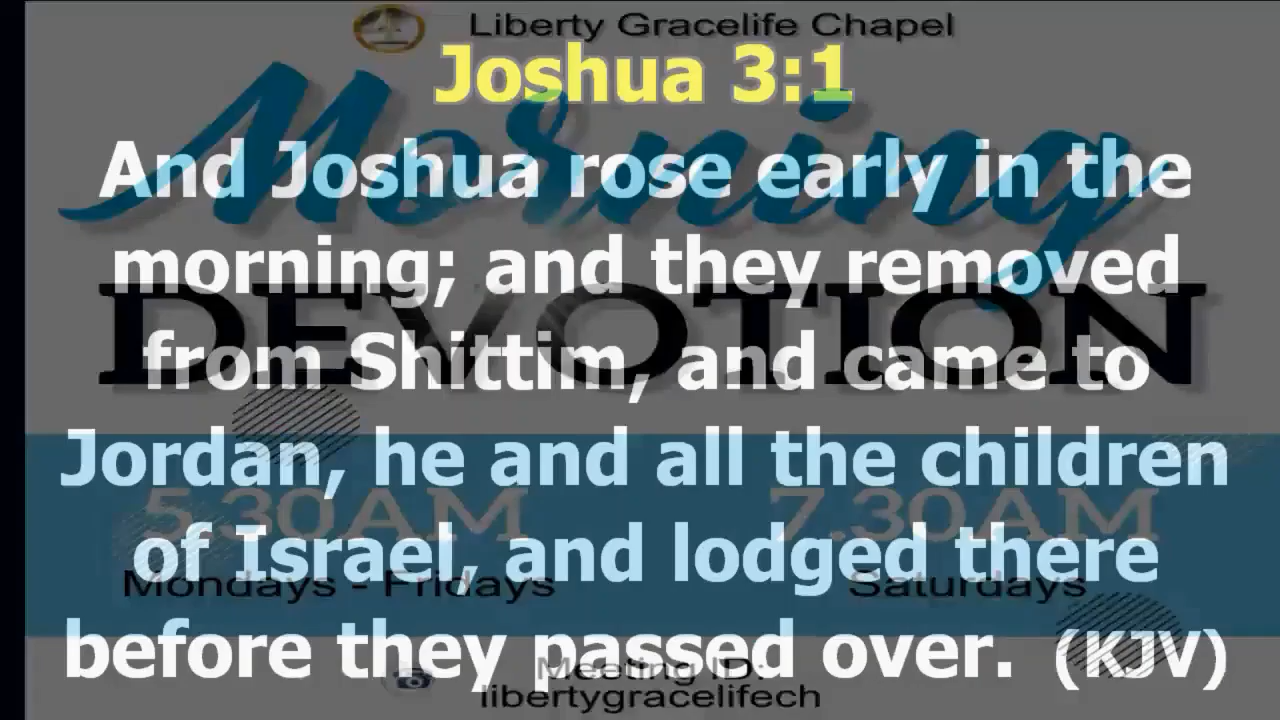 Liberty Gracelife Chapel
Joshua 3:1
Morning
And Joshua rose early in the
morning; and they removed
DEVOTION
from Shittim, and came to
Jordan, he and all the children
5.30AM 7.30AM
of Israel, and lodged there
Mondays - Fridays Saturdays
before they passed over. (KJV)
Meeting ID:
libertygracelifech